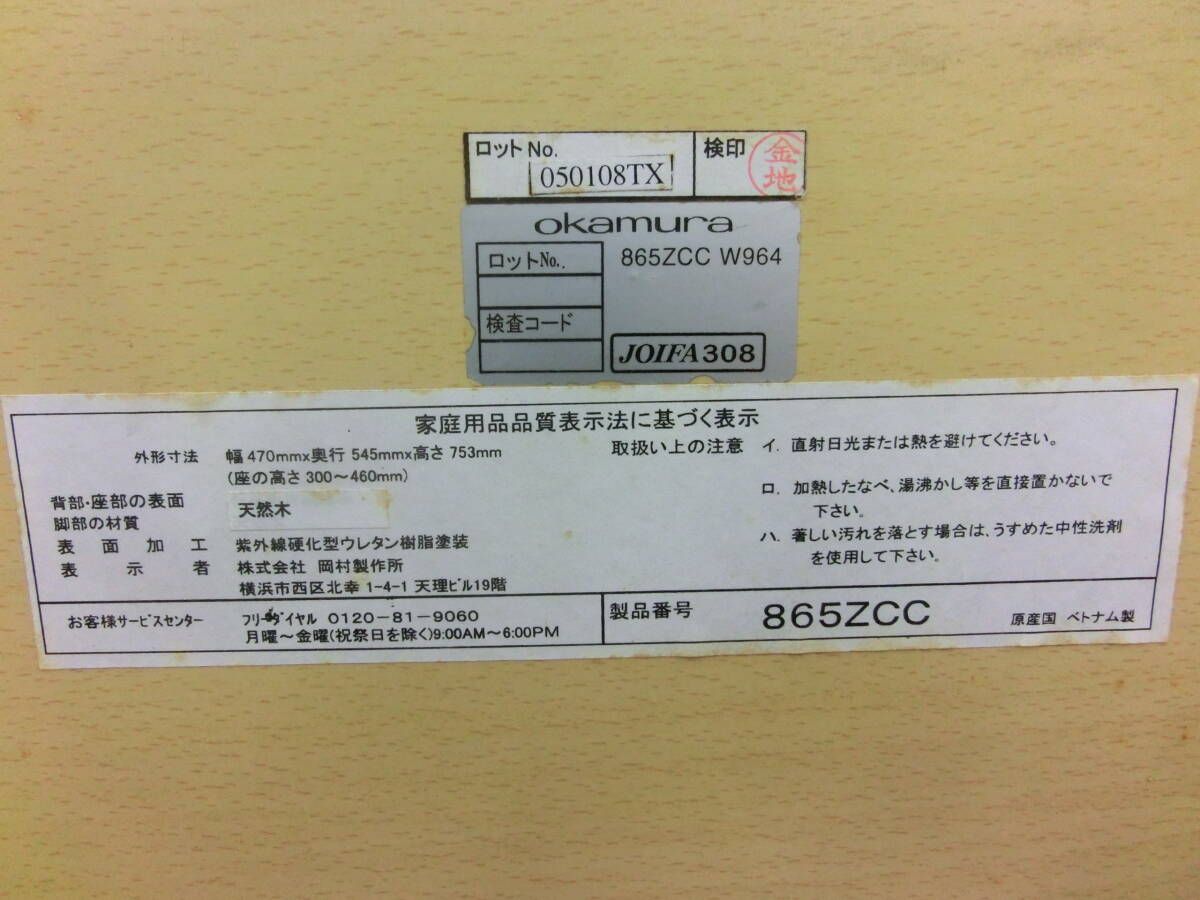 ロット No. 検印 金地
050108TX
okamura
ロットNo. 865ZCC W964
検査コード
JOIFA308
家庭用品品質表示法に基づく表示
外形寸法 幅 470mmx奥行 545mmx高さ 753mm
(座の高さ 300〜460mm)
背部・座部の表面 天然木
脚部の材質
表面加工 紫外線硬化型ウレタン樹脂塗装
表示者 株式会社 岡村製作所
横浜市西区北幸 1-4-1 天理ビル19階
取扱い上の注意 イ. 直射日光または熱を避けてください。
ロ. 加熱したなべ、湯沸かし等を直接置かないで
下さい。
ハ. 著しい汚れを落とす場合は、うすめた中性洗剤
を使用して下さい。
お客様サービスセンター フリーダイヤル 0120-81-9060
月曜〜金曜(祝祭日を除く)9:00AM〜6:00PM
製品番号 865ZCC 原産国 ベトナム製